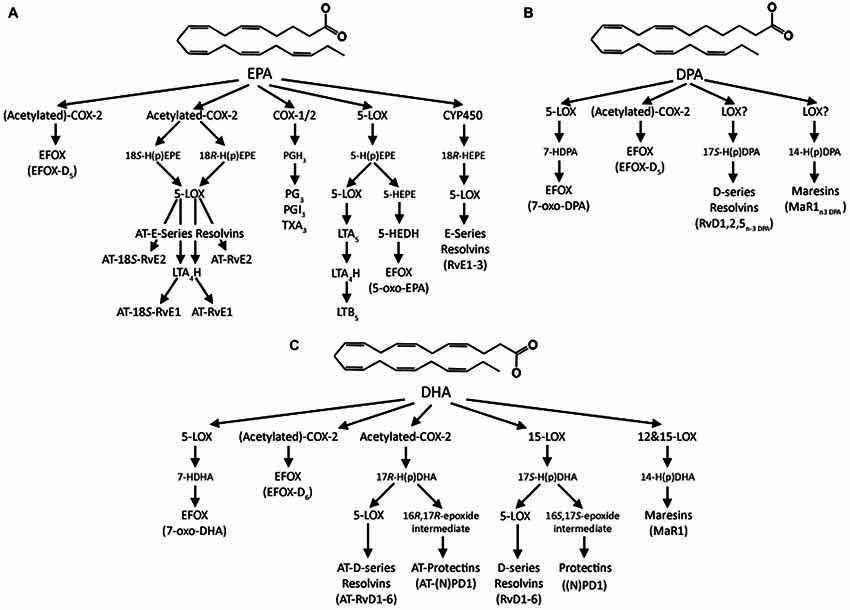 A
O
O
EPA
(Acetylated)-COX-2 Acetylated-COX-2 COX-1/2 5-LOX CYP450
EFOX
(EFOX-D5)
18S-H(p)EPE 18R-H(p)EPE PGH3 5-H(p)EPE 18R-HEPE
5-LOX
PG3
PGI3
TXA3
5-LOX 5-HEPE 5-LOX
AT-E-Series Resolvins
LTA5 5-HEDH
E-Series
Resolvins
(RvE1-3)
AT-18S-RvE2 AT-RvE2
LTA4H
LTA4H
EFOX
(5-oxo-EPA)
AT-18S-RvE1 AT-RvE1 LTB5
B
O
O
DPA
5-LOX (Acetylated)-COX-2 LOX? LOX?
7-HDPA
EFOX
(EFOX-D5)
17S-H(p)DPA 14-H(p)DPA
EFOX
(7-oxo-DPA)
D-series
Resolvins
(RvD1,2,5n-3 DPA)
Maresins
(MaR1n3 DPA)
C
O
O
DHA
5-LOX (Acetylated)-COX-2 Acetylated-COX-2 15-LOX 12&15-LOX
7-HDHA
EFOX
(EFOX-D6)
17R-H(p)DHA 17S-H(p)DHA 14-H(p)DHA
EFOX
(7-oxo-DHA)
5-LOX
16R,17R-epoxide
intermediate
5-LOX
16S,17S-epoxide
intermediate
Maresins
(MaR1)
AT-D-series
Resolvins
(AT-RvD1-6)
AT-Protectins
(AT-(N)PD1)
D-series
Resolvins
(RvD1-6)
Protectins
((N)PD1)